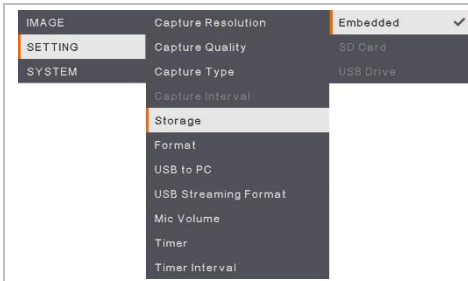 IMAGE
SETTING
SYSTEM
Capture Resolution
Capture Quality
Capture Type
Capture Interval
Storage
Format
USB to PC
USB Streaming Format
Mic Volume
Timer
Timer Interval
Embedded
SD Card
USB Drive